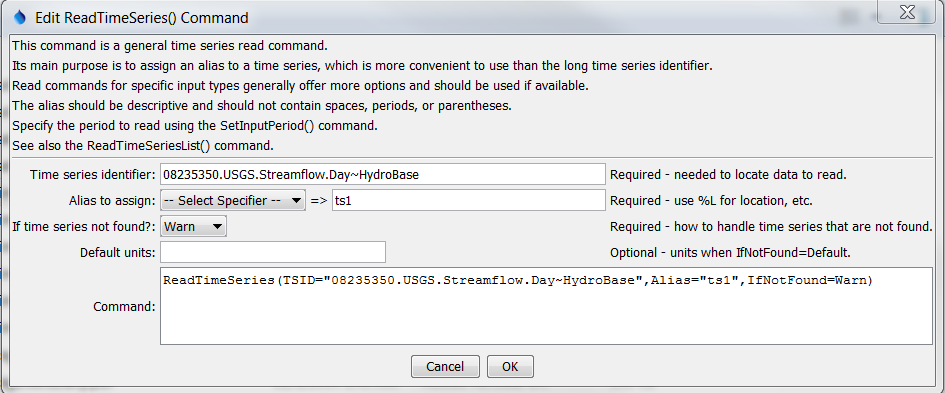 Edit ReadTimeSeries() Command
This command is a general time series read command.
Its main purpose is to assign an alias to a time series, which is more convenient to use than the long time series identifier.
Read commands for specific input types generally offer more options and should be used if available.
The alias should be descriptive and should not contain spaces, periods, or parentheses.
Specify the period to read using the SetInputPeriod() command.
See also the ReadTimeSeriesList() command.
Time series identifier: 08235350.USGS.Streamflow.Day~HydroBase Required - needed to locate data to read.
Alias to assign: -- Select Specifier -- => ts1 Required - use %L for location, etc.
If time series not found?: Warn Required - how to handle time series that are not found.
Default units: Optional - units when IfNotFound=Default.
Command: ReadTimeSeries(TSID="08235350.USGS.Streamflow.Day~HydroBase",Alias="ts1",IfNotFound=Warn)
Cancel OK